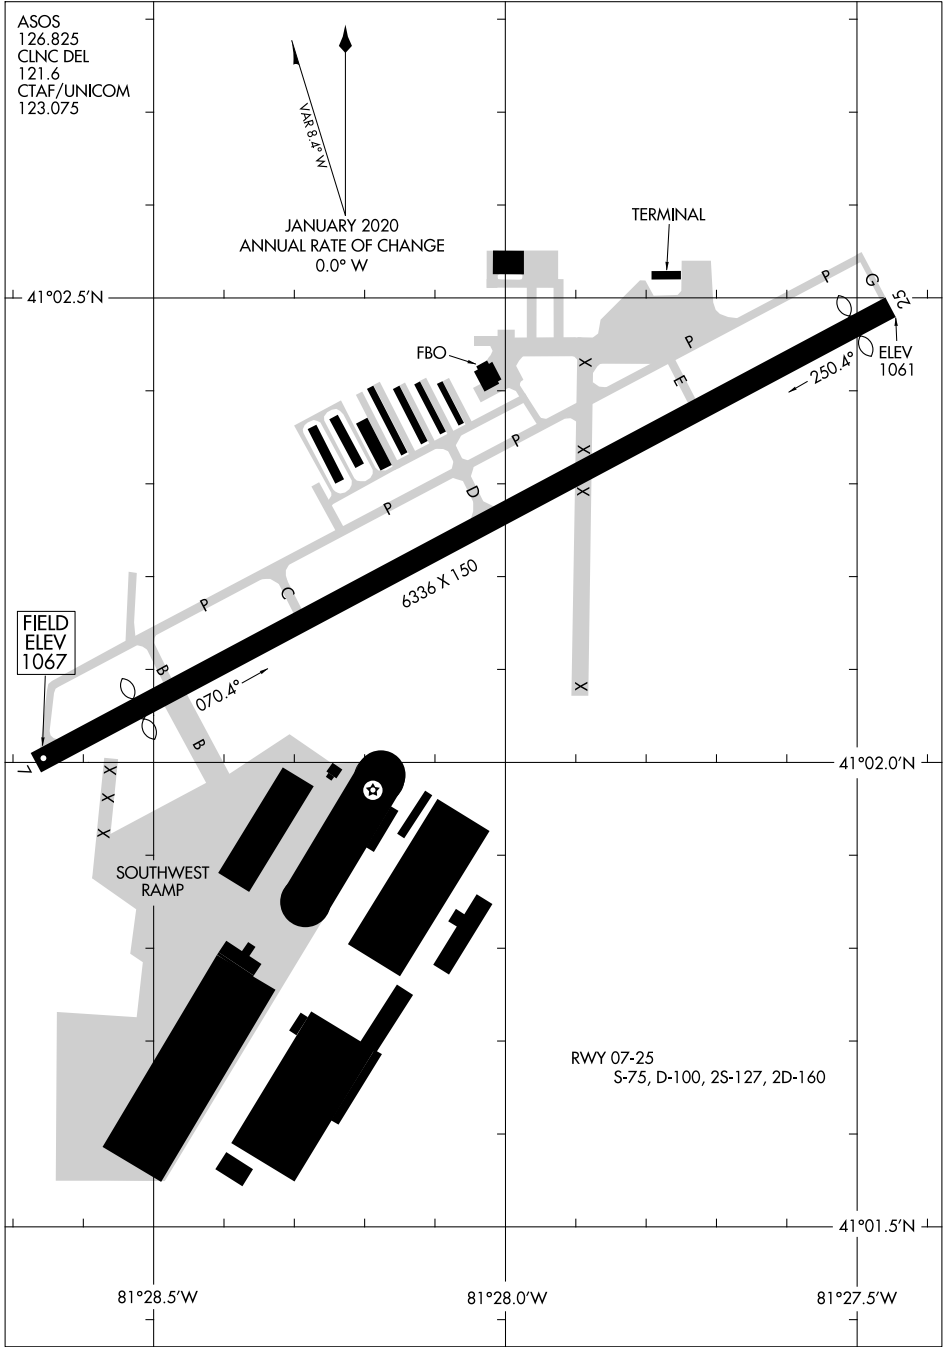 ASOS
126.825
CLNC DEL
121.6
CTAF/UNICOM
123.075
VAR 8.4° W
JANUARY 2020
ANNUAL RATE OF CHANGE
0.0° W
TERMINAL
41°02.5'N
P
G
25
ELEV
1061
250.4°
P
E
FBO
X
X
X
X
P
D
P
6336 X 150
C
P
FIELD
ELEV
1067
B
B
070.4°
7
X
X
X
41°02.0'N
SOUTHWEST
RAMP
RWY 07-25
S-75, D-100, 2S-127, 2D-160
41°01.5'N
81°28.5'W
81°28.0'W
81°27.5'W